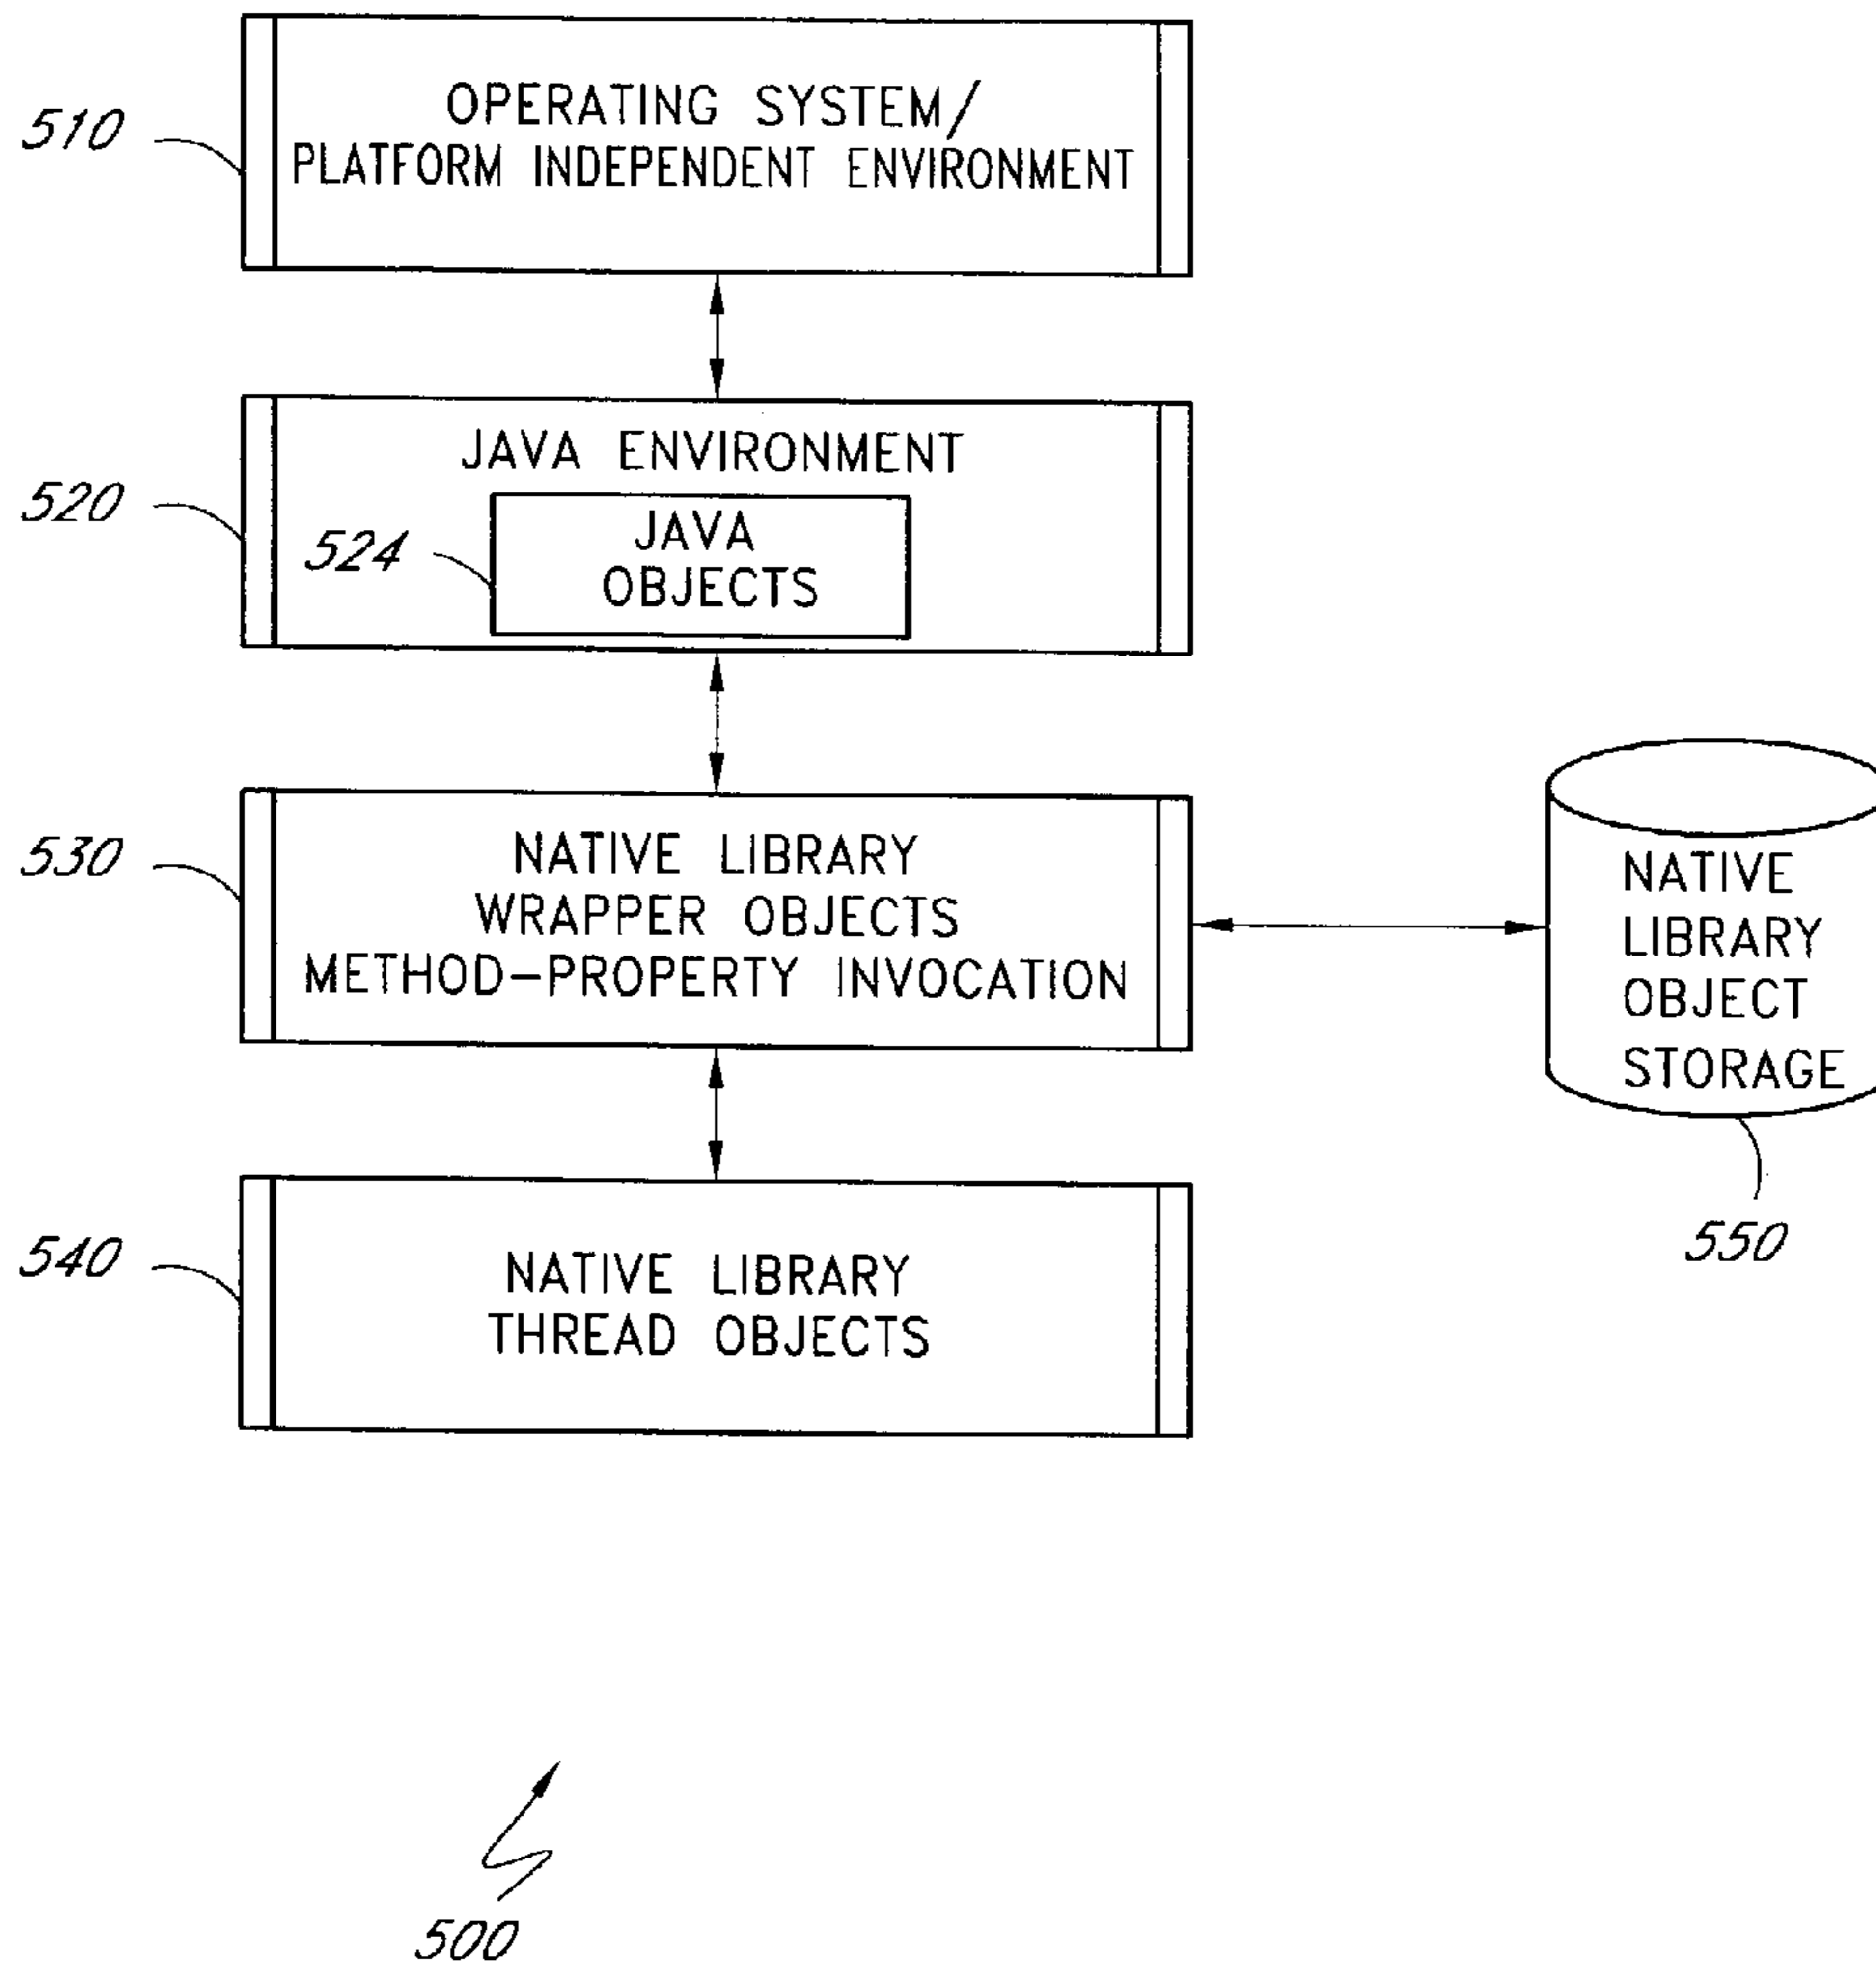 510
OPERATING SYSTEM/
PLATFORM INDEPENDENT ENVIRONMENT
520
JAVA ENVIRONMENT
524
JAVA
OBJECTS
530
NATIVE LIBRARY
WRAPPER OBJECTS
METHOD-PROPERTY INVOCATION
NATIVE
LIBRARY
OBJECT
STORAGE
550
540
NATIVE LIBRARY
THREAD OBJECTS
500